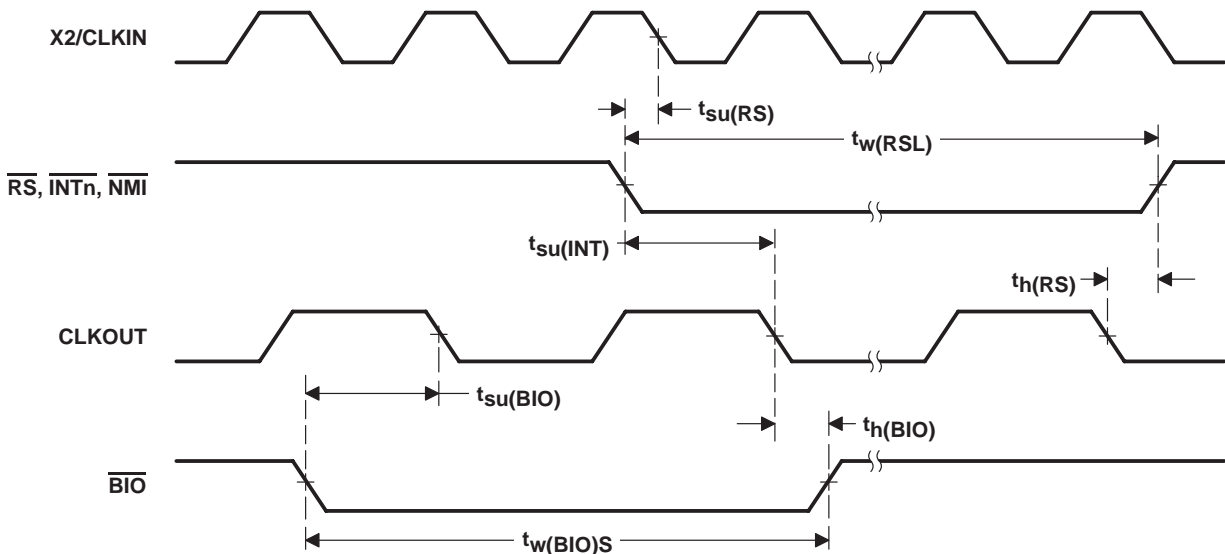 X2/CLKIN
tsu(RS)
tw(RSL)
RS, INTn, NMI
tsu(INT)
th(RS)
CLKOUT
tsu(BIO)
th(BIO)
BIO
tw(BIO)S